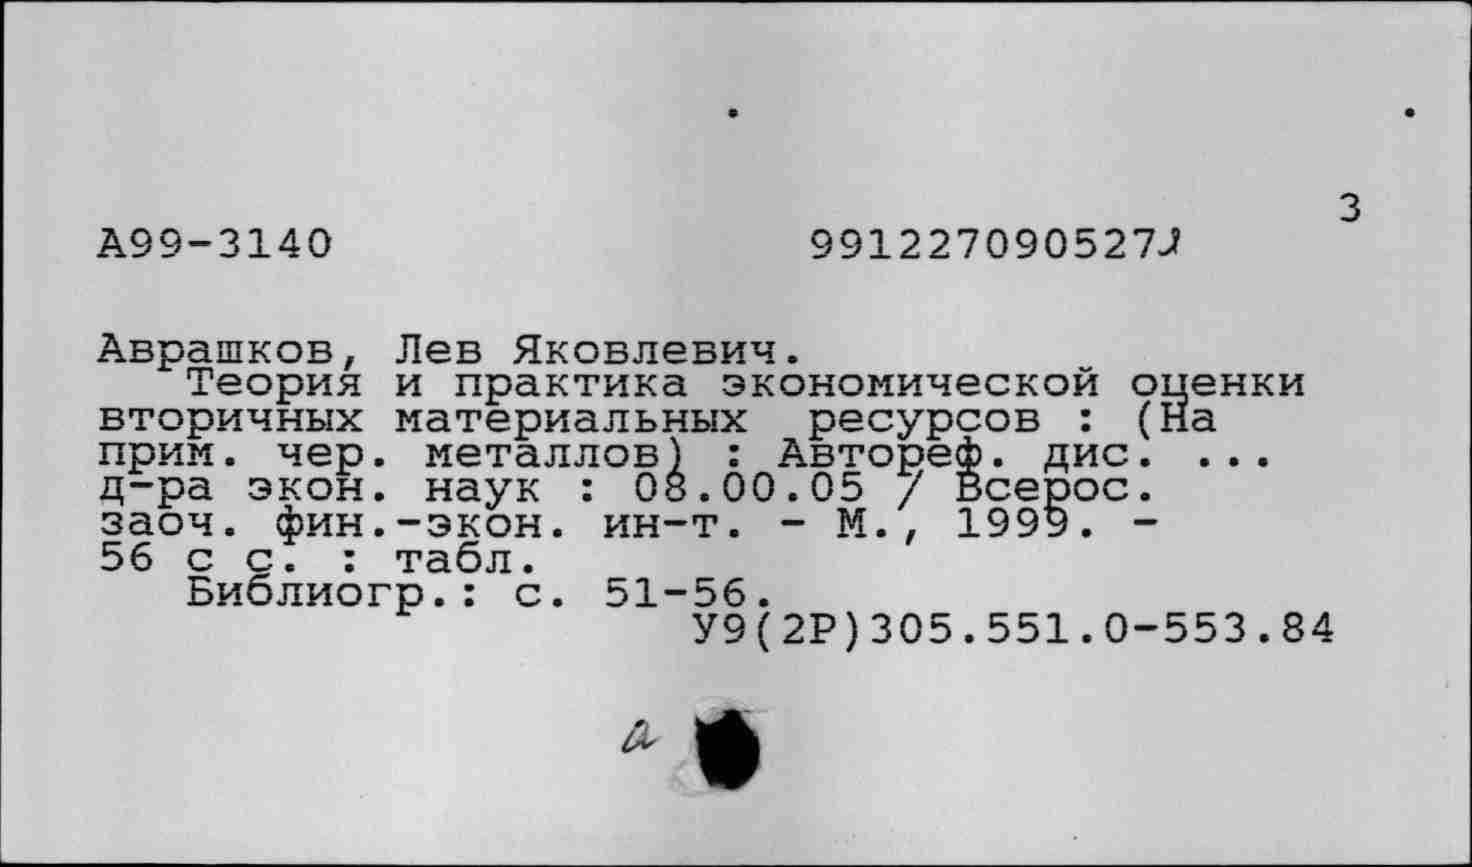 3
А99-3140 991227090527J
Аврашков, Лев Яковлевич.
Теория и практика экономической оценки
вторичных материальных ресурсов : (На
прим. чер. металлов) : Автореф. дис. ...
д-ра экон. наук : 08.00.05 / Всерос.
заоч. фин.-экон. ин-т. - М., 1999. -
56 с с. : табл.
Библиогр.: с. 51-56.
У9(2Р)305.551.0-553.84